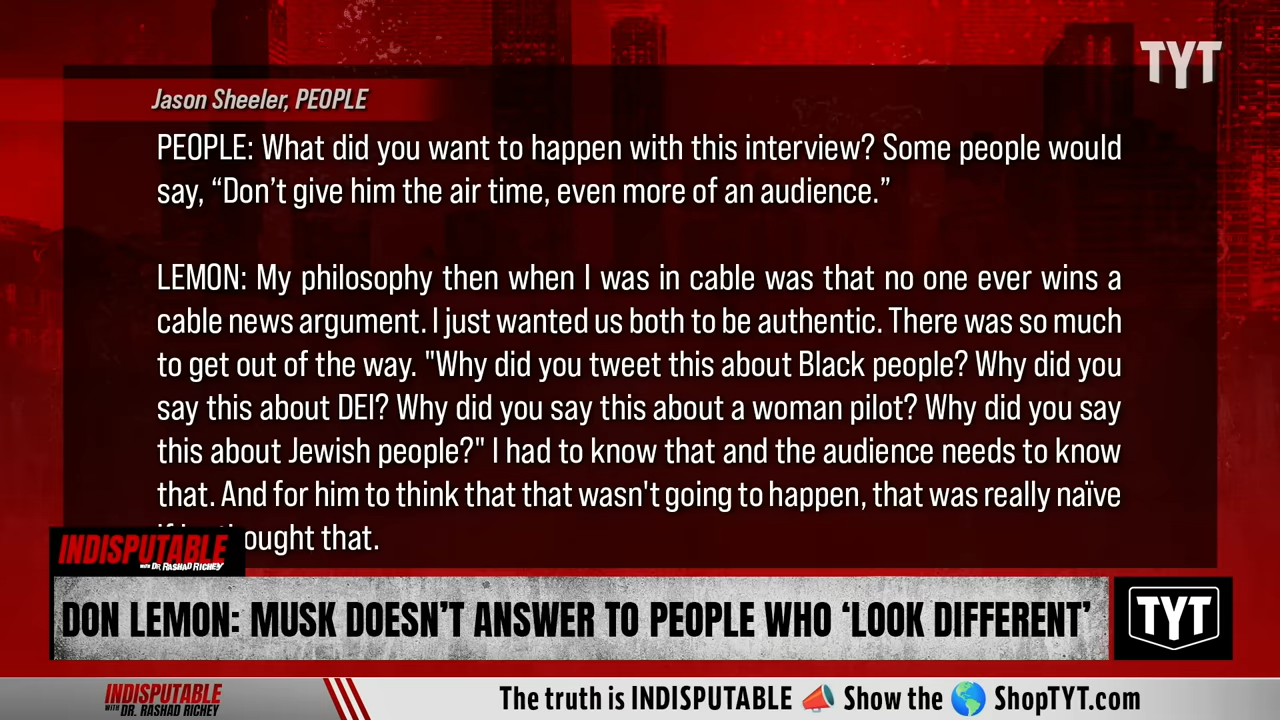 TYT
Jason Sheeler, PEOPLE
PEOPLE: What did you want to happen with this interview? Some people would
say, “Don’t give him the air time, even more of an audience.”
LEMON: My philosophy then when I was in cable was that no one ever wins a
cable news argument. I just wanted us both to be authentic. There was so much
to get out of the way. "Why did you tweet this about Black people? Why did you
say this about DEI? Why did you say this about a woman pilot? Why did you say
this about Jewish people?" I had to know that and the audience needs to know
that. And for him to think that that wasn't going to happen, that was really naïve
that.
INDISPUTABLE
WITH DR. RASHAD RICHEY
DON LEMON: MUSK DOESN’T ANSWER TO PEOPLE WHO ‘LOOK DIFFERENT’
TYT
INDISPUTABLE
WITH DR. RASHAD RICHEY
The truth is INDISPUTABLE 📣 Show the 🌎 ShopTYT.com